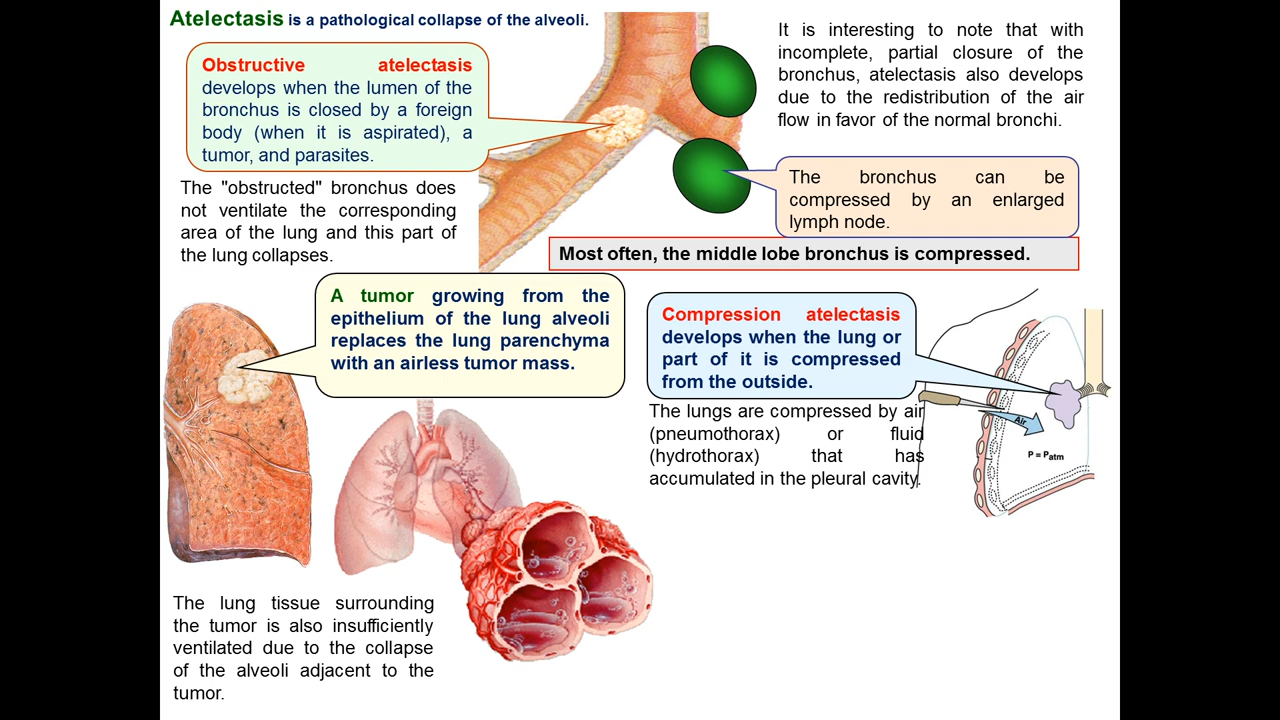 Atelectasis is a pathological collapse of the alveoli.
Obstructive atelectasis
develops when the lumen of the
bronchus is closed by a foreign
body (when it is aspirated), a
tumor, and parasites.
It is interesting to note that with
incomplete, partial closure of the
bronchus, atelectasis also develops
due to the redistribution of the air
flow in favor of the normal bronchi.
The bronchus can be
compressed by an enlarged
lymph node.
The "obstructed" bronchus does
not ventilate the corresponding
area of the lung and this part of
the lung collapses.
Most often, the middle lobe bronchus is compressed.
A tumor growing from the
epithelium of the lung alveoli
replaces the lung parenchyma
with an airless tumor mass.
Compression atelectasis
develops when the lung or
part of it is compressed
from the outside.
The lungs are compressed by air
(pneumothorax) or fluid
(hydrothorax) that has
accumulated in the pleural cavity.
Air
P = Patm
The lung tissue surrounding
the tumor is also insufficiently
ventilated due to the collapse
of the alveoli adjacent to the
tumor.